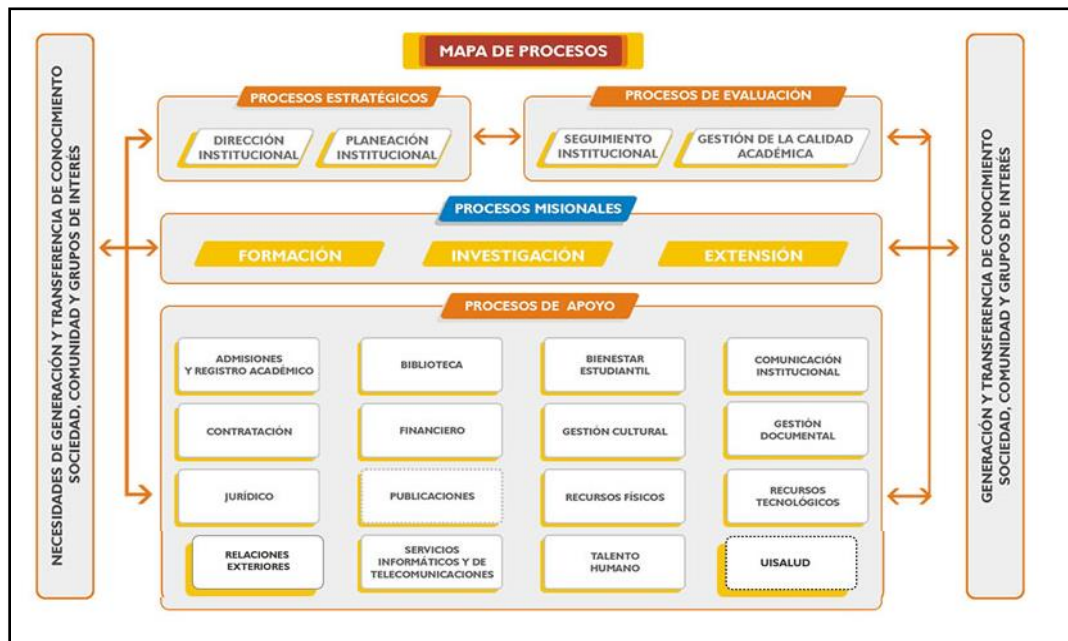 MAPA DE PROCESOS
NECESIDADES DE GENERACIÓN Y TRANSFERENCIA DE CONOCIMIENTO
SOCIEDAD, COMUNIDAD Y GRUPOS DE INTERÉS
PROCESOS ESTRATÉGICOS
DIRECCIÓN
INSTITUCIONAL
PLANEACIÓN
INSTITUCIONAL
PROCESOS DE EVALUACIÓN
SEGUIMIENTO
INSTITUCIONAL
GESTIÓN DE LA CALIDAD
ACADÉMICA
PROCESOS MISIONALES
FORMACIÓN
INVESTIGACIÓN
EXTENSIÓN
PROCESOS DE APOYO
ADMISIONES
Y REGISTRO ACADÉMICO
BIBLIOTECA
BIENESTAR
ESTUDIANTIL
COMUNICACIÓN
INSTITUCIONAL
CONTRATACIÓN
FINANCIERO
GESTIÓN CULTURAL
GESTIÓN
DOCUMENTAL
JURÍDICO
PUBLICACIONES
RECURSOS FÍSICOS
RECURSOS
TECNOLÓGICOS
RELACIONES
EXTERIORES
SERVICIOS
INFORMÁTICOS Y DE
TELECOMUNICACIONES
TALENTO
HUMANO
UISALUD
GENERACIÓN Y TRANSFERENCIA DE CONOCIMIENTO
SOCIEDAD, COMUNIDAD Y GRUPOS DE INTERÉS